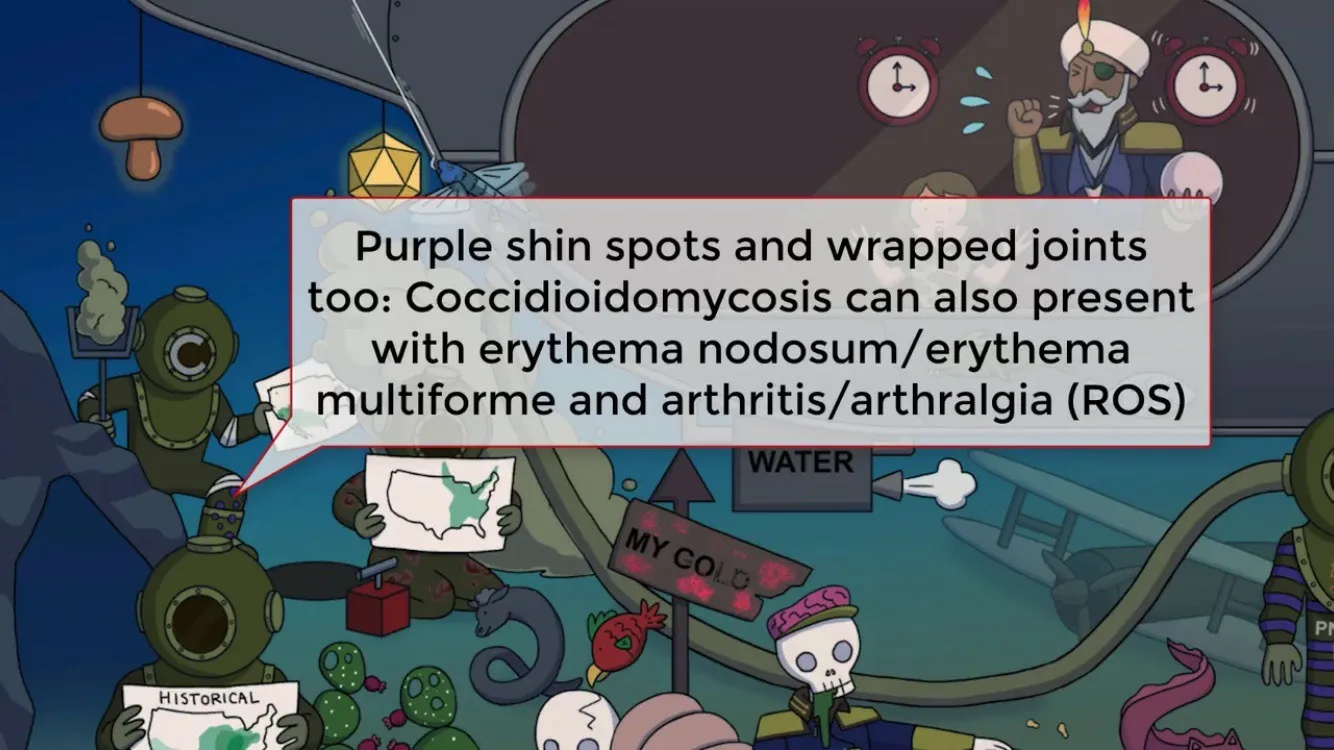 Purple shin spots and wrapped joints
too: Coccidioidomycosis can also present
with erythema nodosum/erythema
multiforme and arthritis/arthralgia (ROS)
C
WATER
MY COLD
HISTORICAL